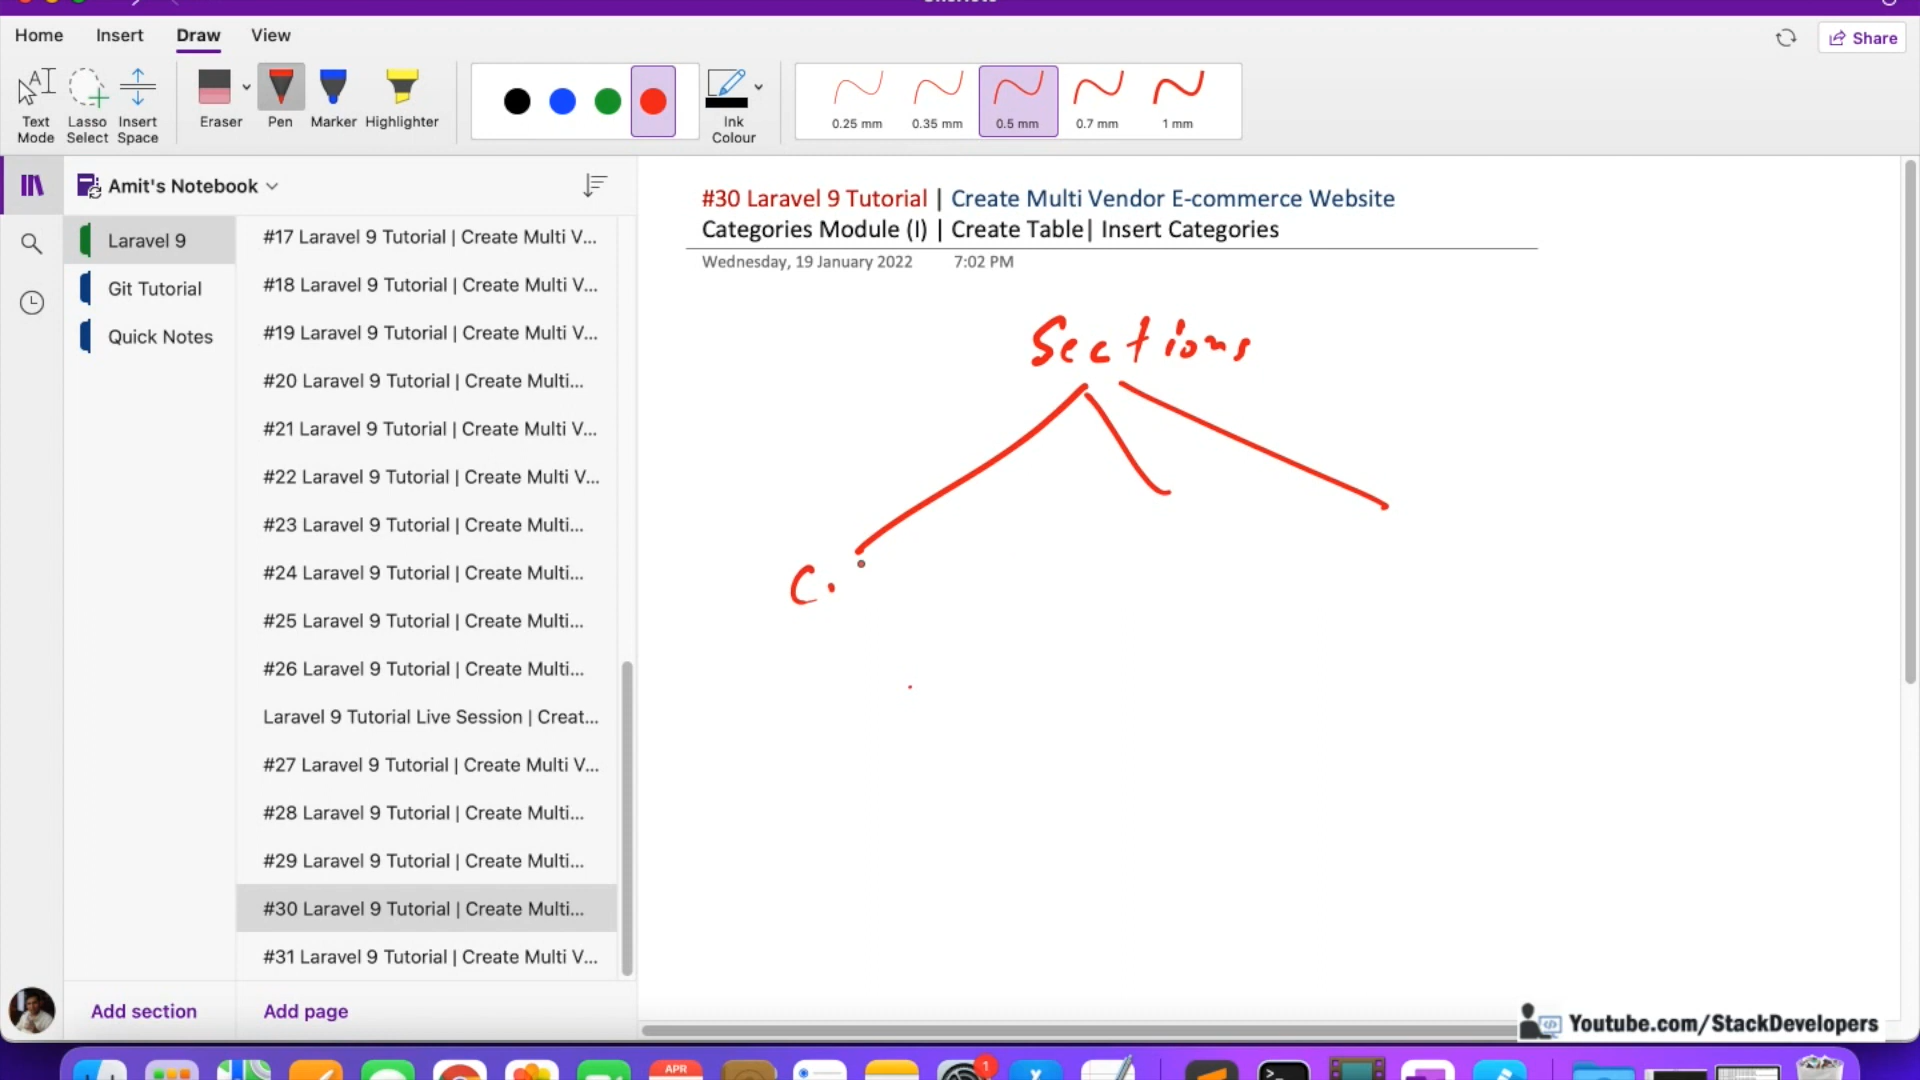 Home Insert Draw View
Share
Text Mode
Lasso Select
Insert Space
Eraser
Pen
Marker
Highlighter
Ink Colour
0.25 mm
0.35 mm
0.5 mm
0.7 mm
1 mm
Amit's Notebook
Laravel 9
Git Tutorial
Quick Notes
#17 Laravel 9 Tutorial | Create Multi V...
#18 Laravel 9 Tutorial | Create Multi V...
#19 Laravel 9 Tutorial | Create Multi V...
#20 Laravel 9 Tutorial | Create Multi...
#21 Laravel 9 Tutorial | Create Multi V...
#22 Laravel 9 Tutorial | Create Multi V...
#23 Laravel 9 Tutorial | Create Multi...
#24 Laravel 9 Tutorial | Create Multi...
#25 Laravel 9 Tutorial | Create Multi...
#26 Laravel 9 Tutorial | Create Multi...
Laravel 9 Tutorial Live Session | Creat...
#27 Laravel 9 Tutorial | Create Multi V...
#28 Laravel 9 Tutorial | Create Multi...
#29 Laravel 9 Tutorial | Create Multi...
#30 Laravel 9 Tutorial | Create Multi...
#31 Laravel 9 Tutorial | Create Multi V...
Add section
Add page
#30 Laravel 9 Tutorial | Create Multi Vendor E-commerce Website
Categories Module (I) | Create Table| Insert Categories
Wednesday, 19 January 2022 7:02 PM
Sections
C.
Youtube.com/StackDevelopers
APR
1